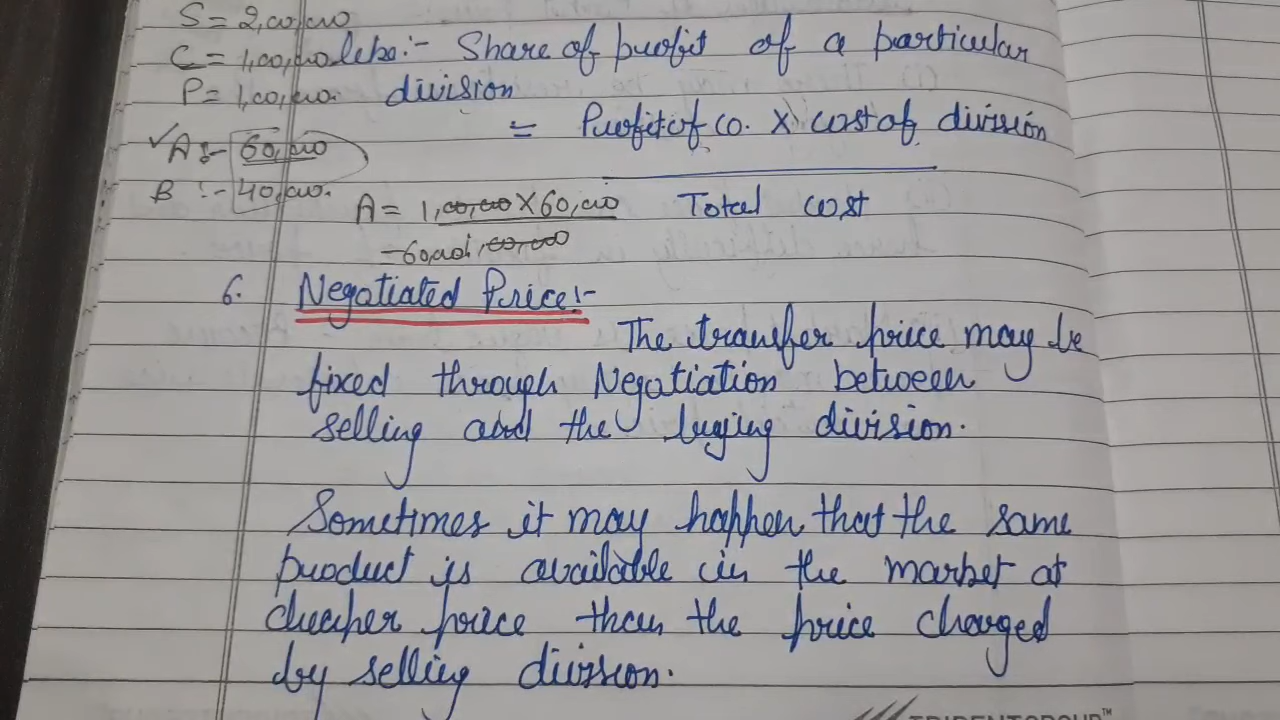 S = 2,00,000
C = 1,00,000
P = 1,00,000.
✓A :- 60,000
B :- 40,000.
:- Share of profit of a particular
division
= Profit of co. X cost of division
Total cost
A = 1,00,000 X 60,000
1,00,000
= 60,000
6. Negotiated Price:-
The transfer price may be
fixed through Negotiation between
selling and the buying division.
Sometimes it may happen that the same
product is available in the market at
cheaper price than the price charged
by selling division.
TRIDENT GROUP™